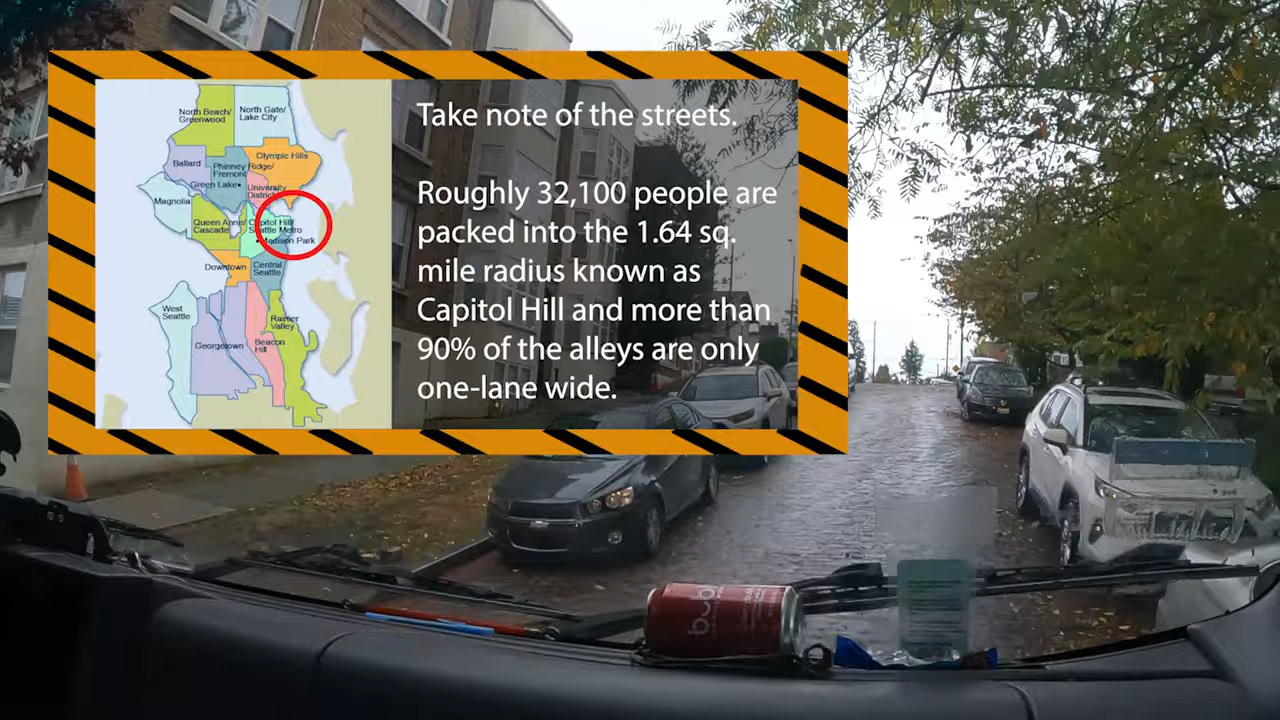 North Beach/
Greenwood
North Gate/
Lake City
Ballard
Phinney Ridge/
Fremont
Olympic Hills
Green Lake
University
District
Magnolia
Queen Anne/
Cascade
Capitol Hill/
Seattle Metro
Madison Park
Downtown
Central
Seattle
West
Seattle
Georgetown
Beacon
Hill
Rainier
Valley
Take note of the streets.
Roughly 32,100 people are
packed into the 1.64 sq.
mile radius known as
Capitol Hill and more than
90% of the alleys are only
one-lane wide.
bubly